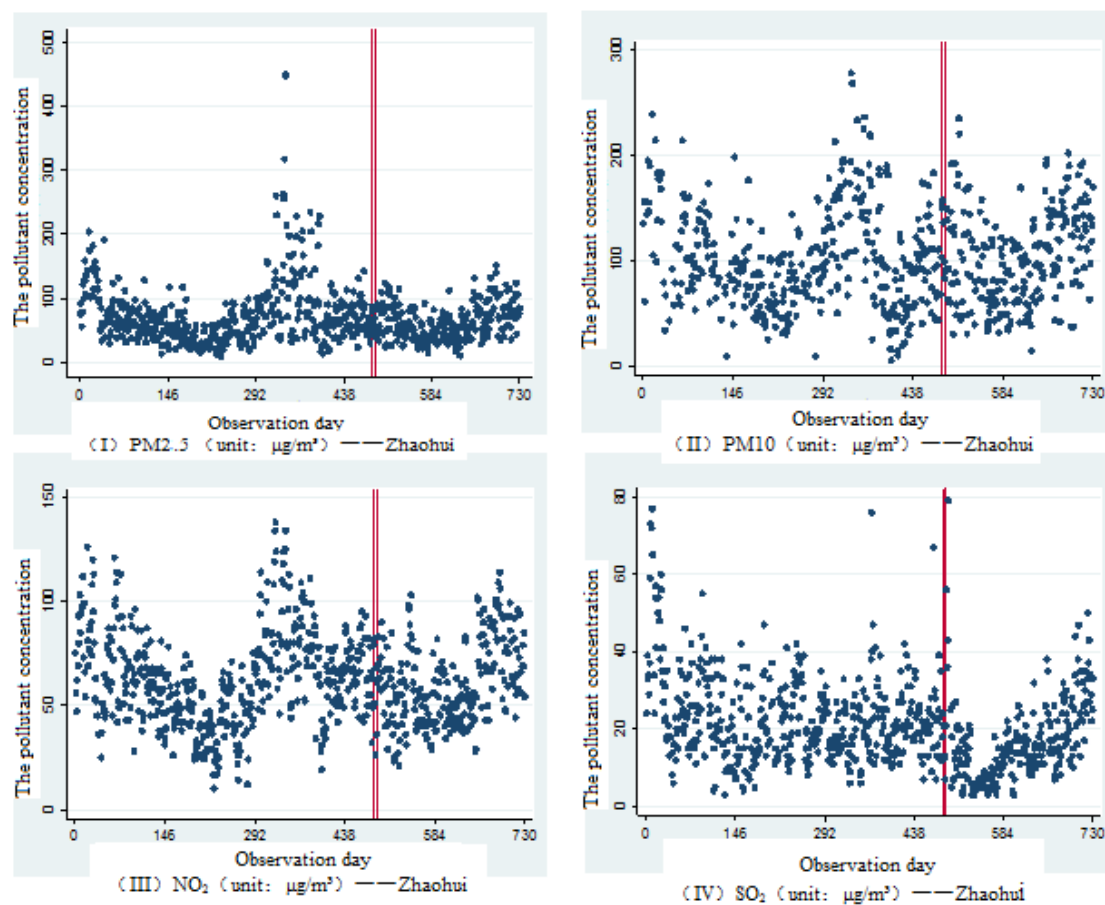 The pollutant concentration
500
400
300
200
100
0
0 146 292 438 584 730
Observation day
（I）PM2.5（unit: μg/m³）——Zhaohui
The pollutant concentration
300
200
100
0
0 146 292 438 584 730
Observation day
（II）PM10（unit: μg/m³）——Zhaohui
The pollutant concentration
150
100
50
0
0 146 292 438 584 730
Observation day
（III）NO₂（unit: μg/m³）——Zhaohui
The pollutant concentration
80
60
40
20
0
0 146 292 438 584 730
Observation day
（IV）SO₂（unit: μg/m³）——Zhaohui